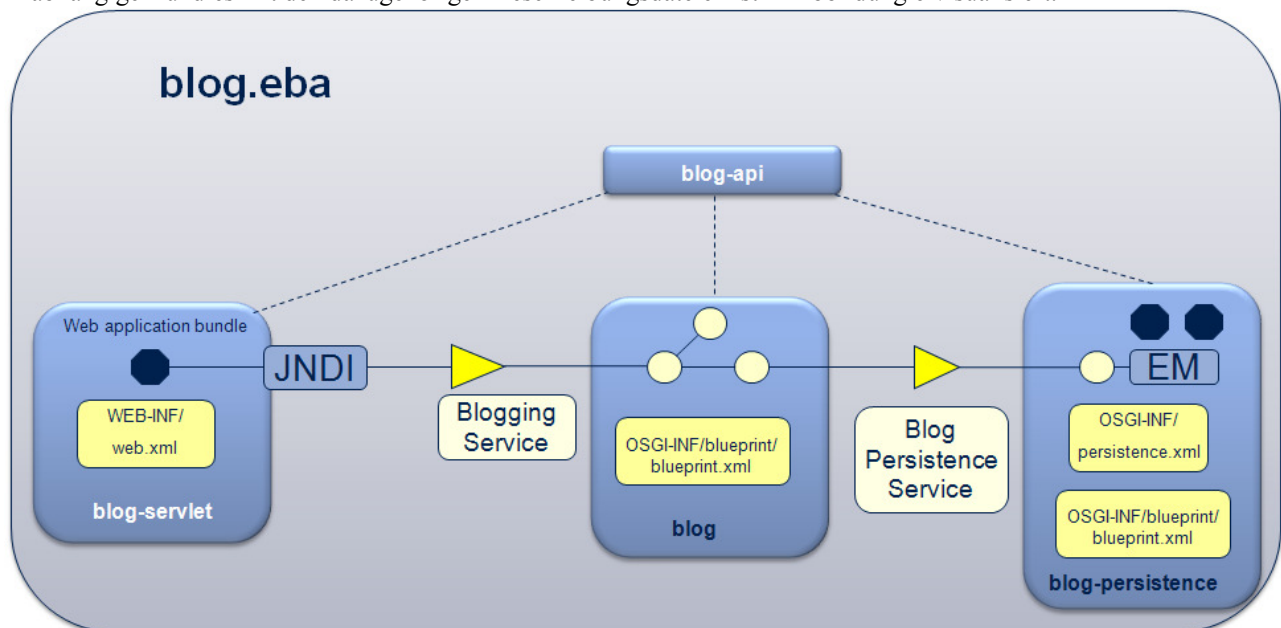 blog.eba
blog-api
Web application bundle
JNDI
WEB-INF/
web.xml
blog-servlet
Blogging
Service
OSGI-INF/blueprint/
blueprint.xml
blog
Blog
Persistence
Service
EM
OSGI-INF/
persistence.xml
OSGI-INF/blueprint/
blueprint.xml
blog-persistence